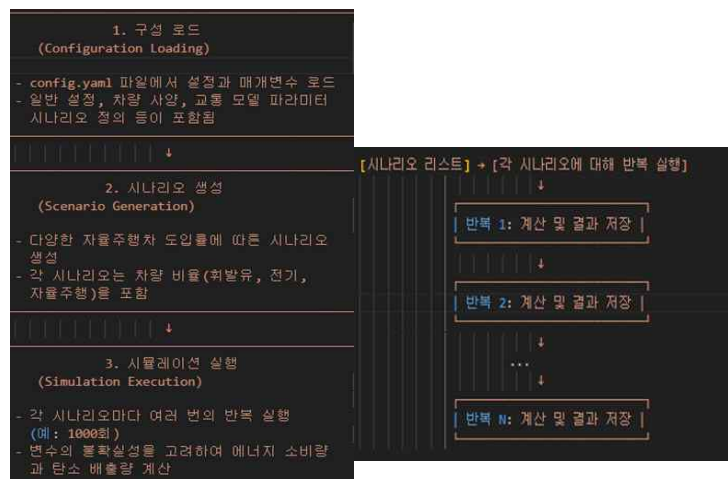 1. 구성 로드
(Configuration Loading)
- config.yaml 파일에서 설정과 매개변수 로드
- 일반 설정, 차량 사양, 교통 모델 파라미터
시나리오 정의 등이 포함됨
↓
2. 시나리오 생성
(Scenario Generation)
- 다양한 자율주행차 도입률에 따른 시나리오
생성
- 각 시나리오는 차량 비율(휘발유, 전기,
자율주행)을 포함
↓
3. 시뮬레이션 실행
(Simulation Execution)
- 각 시나리오마다 여러 번의 반복 실행
(예: 1000회)
- 변수의 불확실성을 고려하여 에너지 소비량
과 탄소 배출량 계산
[시나리오 리스트] → [각 시나리오에 대해 반복 실행]
↓
반복 1: 계산 및 결과 저장
↓
반복 2: 계산 및 결과 저장
↓
...
↓
반복 N: 계산 및 결과 저장